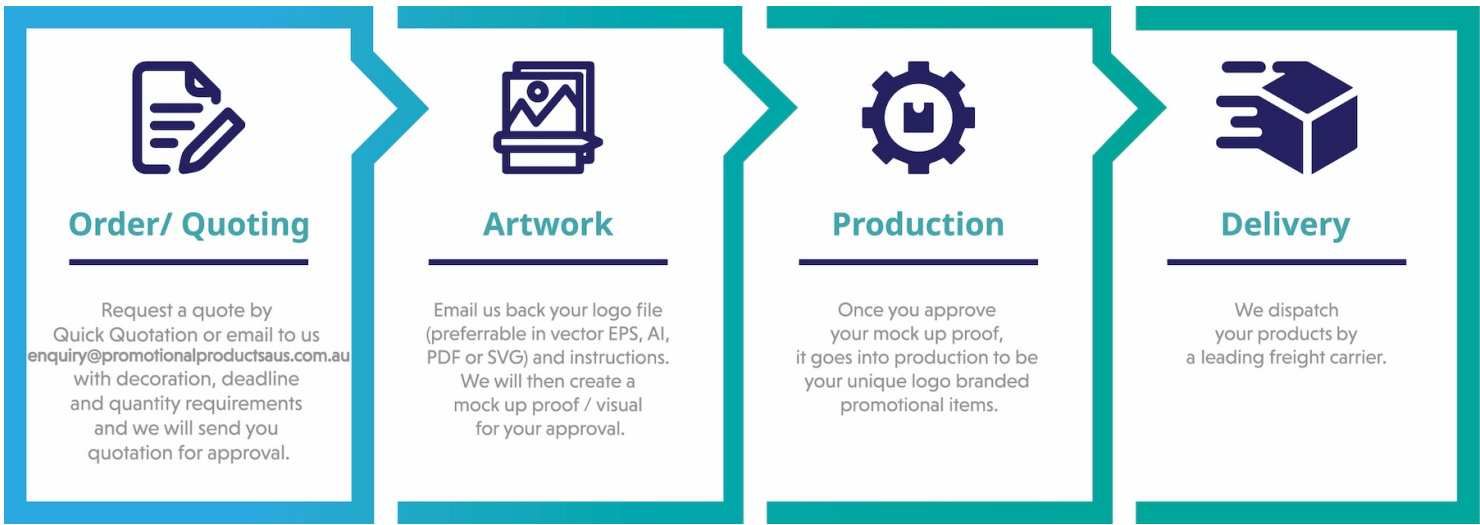 Order/ Quoting
Request a quote by
Quick Quotation or email to us
enquiry@promotionalproductsaus.com.au
with decoration, deadline
and quantity requirements
and we will send you
quotation for approval.
Artwork
Email us back your logo file
(preferrable in vector EPS, AI,
PDF or SVG) and instructions.
We will then create a
mock up proof / visual
for your approval.
Production
Once you approve
your mock up proof,
it goes into production to be
your unique logo branded
promotional items.
Delivery
We dispatch
your products by
a leading freight carrier.